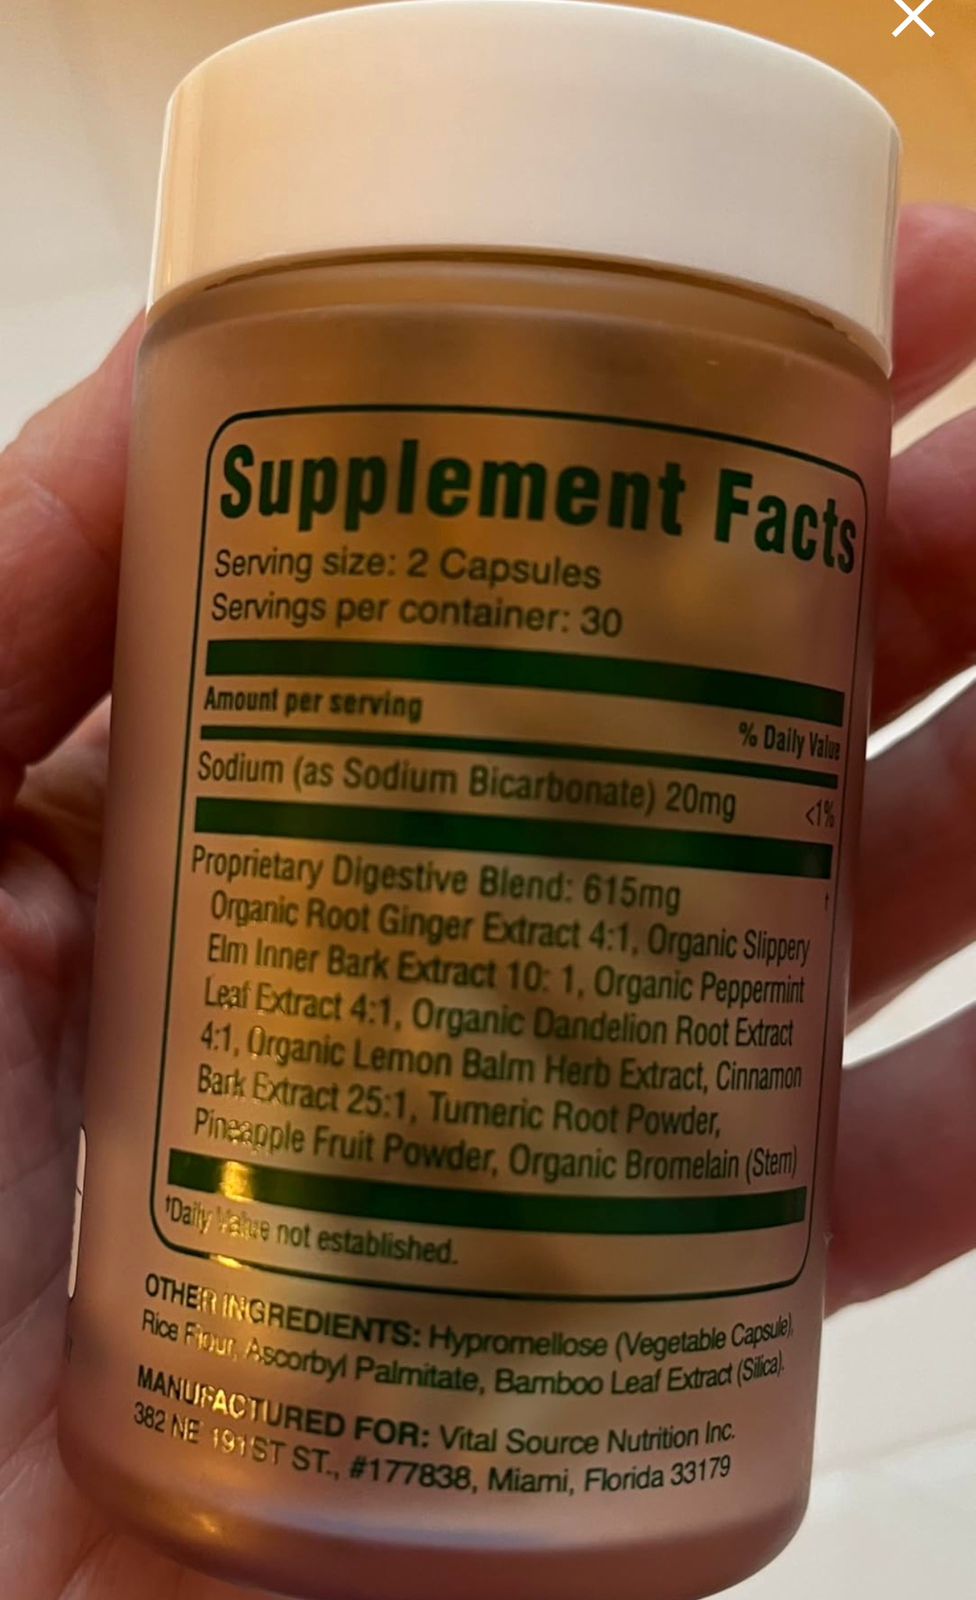 Supplement Facts
Serving size: 2 Capsules
Servings per container: 30
Amount per serving
% Daily Value
Sodium (as Sodium Bicarbonate) 20mg <1%
Proprietary Digestive Blend: 615mg †
Organic Root Ginger Extract 4:1, Organic Slippery
Elm Inner Bark Extract 10: 1, Organic Peppermint
Leaf Extract 4:1, Organic Dandelion Root Extract
4:1, Organic Lemon Balm Herb Extract, Cinnamon
Bark Extract 25:1, Tumeric Root Powder,
Pineapple Fruit Powder, Organic Bromelain (Stem)
†Daily Value not established.
OTHER INGREDIENTS: Hypromellose (Vegetable Capsule),
Rice Flour, Ascorbyl Palmitate, Bamboo Leaf Extract (Silica).
MANUFACTURED FOR: Vital Source Nutrition Inc.
382 NE 191ST ST., #177838, Miami, Florida 33179